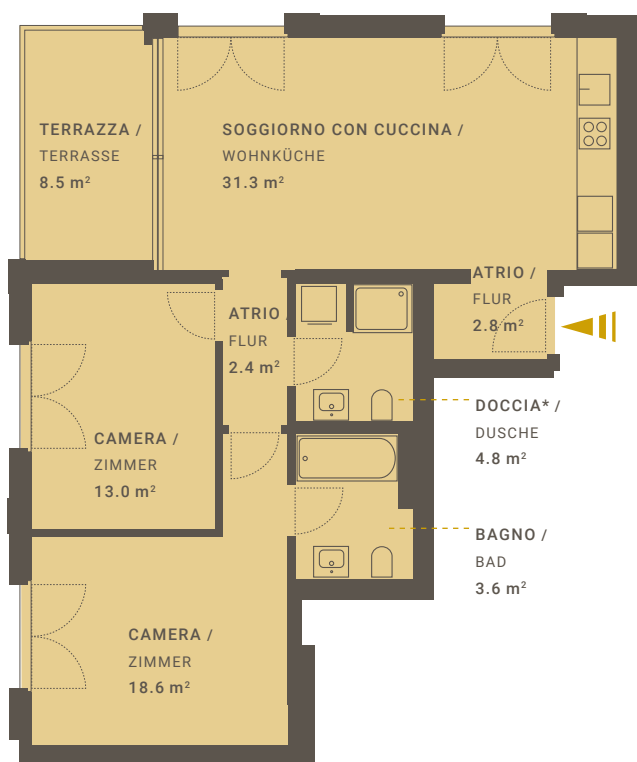 TERRAZZA /
TERRASSE
8.5 m²
SOGGIORNO CON CUCCINA /
WOHNKÜCHE
31.3 m²
ATRIO /
FLUR
2.8 m²
ATRIO /
FLUR
2.4 m²
CAMERA /
ZIMMER
13.0 m²
DOCCIA* /
DUSCHE
4.8 m²
BAGNO /
BAD
3.6 m²
CAMERA /
ZIMMER
18.6 m²